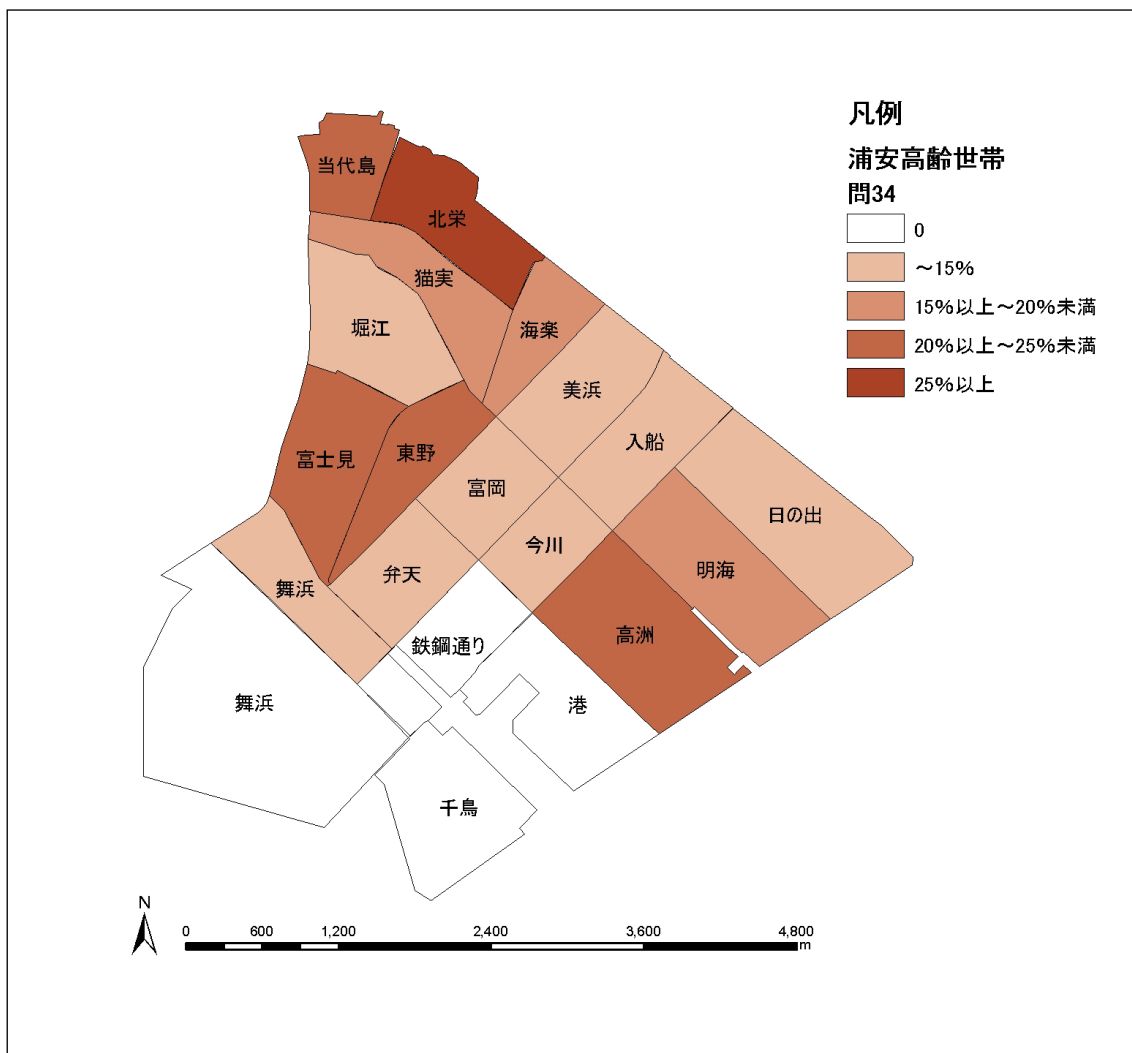 凡例
浦安高齢世帯
問34
0
～15%
15%以上～20%未満
20%以上～25%未満
25%以上
当代島
北栄
猫実
堀江
海楽
美浜
入船
富士見
東野
富岡
日の出
今川
明海
弁天
舞浜
高洲
鉄鋼通り
舞浜
港
千鳥
N
0 600 1,200 2,400 3,600 4,800
m